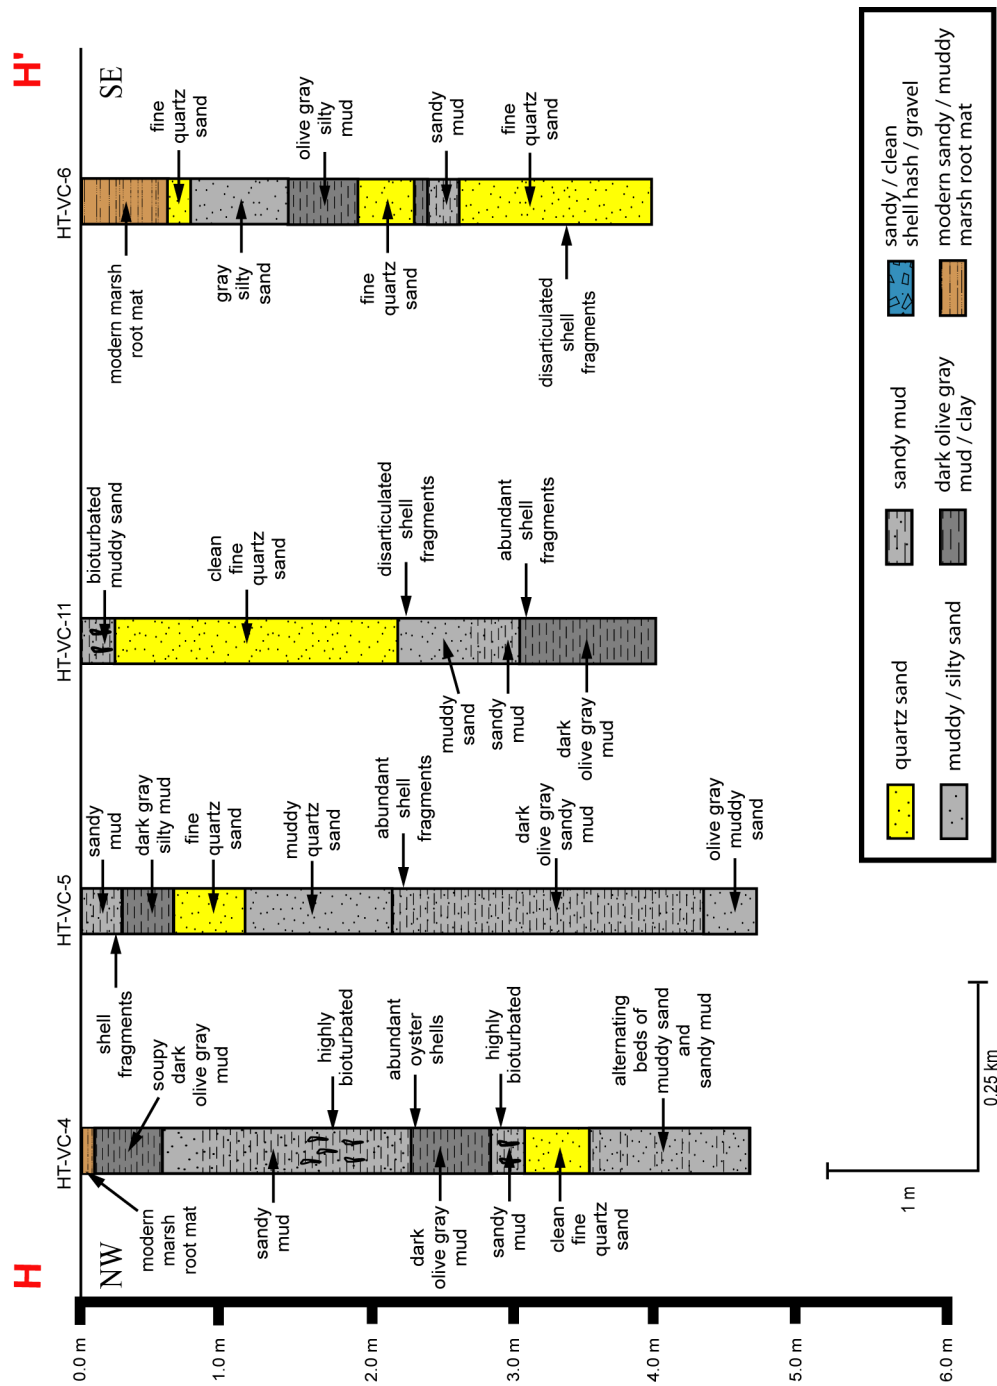 H
H'
NW
SE
HT-VC-4
HT-VC-5
HT-VC-11
HT-VC-6
0.0 m
1.0 m
2.0 m
3.0 m
4.0 m
5.0 m
6.0 m
modern
marsh
root mat
soupy
dark
olive gray
mud
sandy
mud
highly
bioturbated
abundant
oyster
shells
dark
olive gray
mud
highly
bioturbated
sandy
mud
clean
fine
quartz
sand
alternating
beds of
muddy sand
and
sandy mud
sandy
mud
shell
fragments
dark gray
silty mud
fine
quartz
sand
muddy
quartz
sand
abundant
shell
fragments
dark
olive gray
sandy
mud
olive gray
muddy
sand
bioturbated
muddy sand
clean
fine
quartz
sand
disarticulated
shell
fragments
muddy
sand
sandy
mud
abundant
shell
fragments
dark
olive gray
mud
modern marsh
root mat
fine
quartz
sand
gray
silty
sand
olive gray
silty
mud
fine
quartz
sand
sandy
mud
fine
quartz
sand
disarticulated
shell
fragments
1 m
0.25 km
quartz sand
muddy / silty sand
sandy mud
dark olive gray
mud / clay
sandy / clean
shell hash / gravel
modern sandy / muddy
marsh root mat